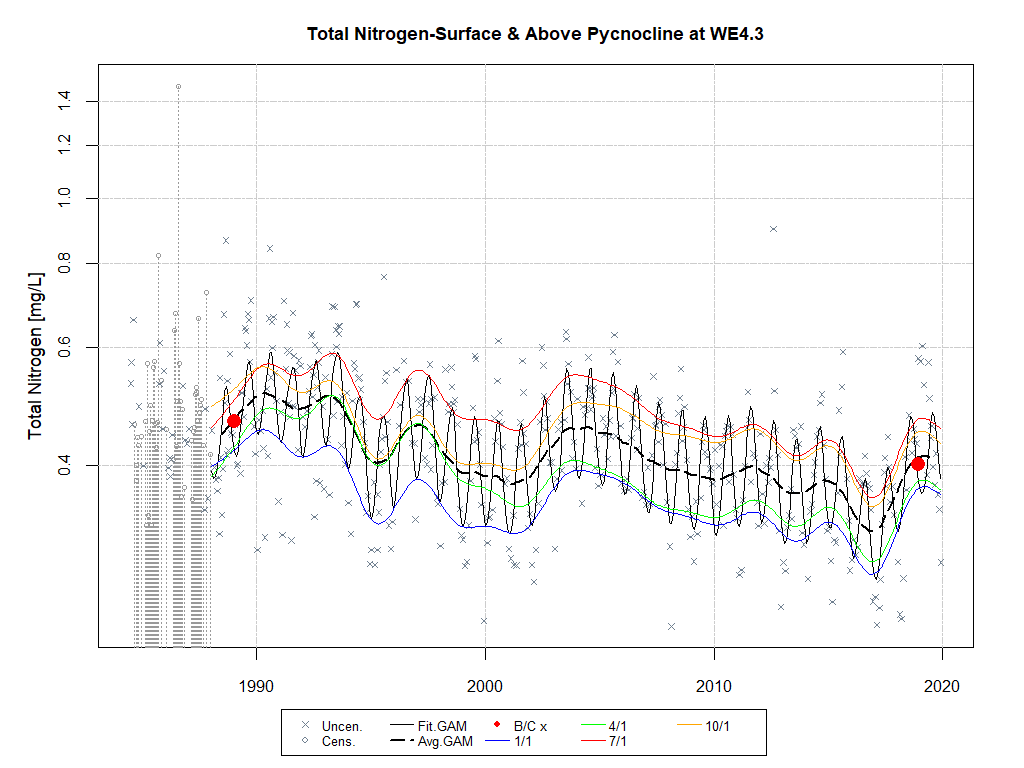 Total Nitrogen-Surface & Above Pycnocline at WE4.3
Total Nitrogen [mg/L]
1.4
1.2
1.0
0.8
0.6
0.4
1990 2000 2010 2020
Uncen. Fit.GAM B/C x 4/1 10/1
Cens. Avg.GAM 1/1 7/1